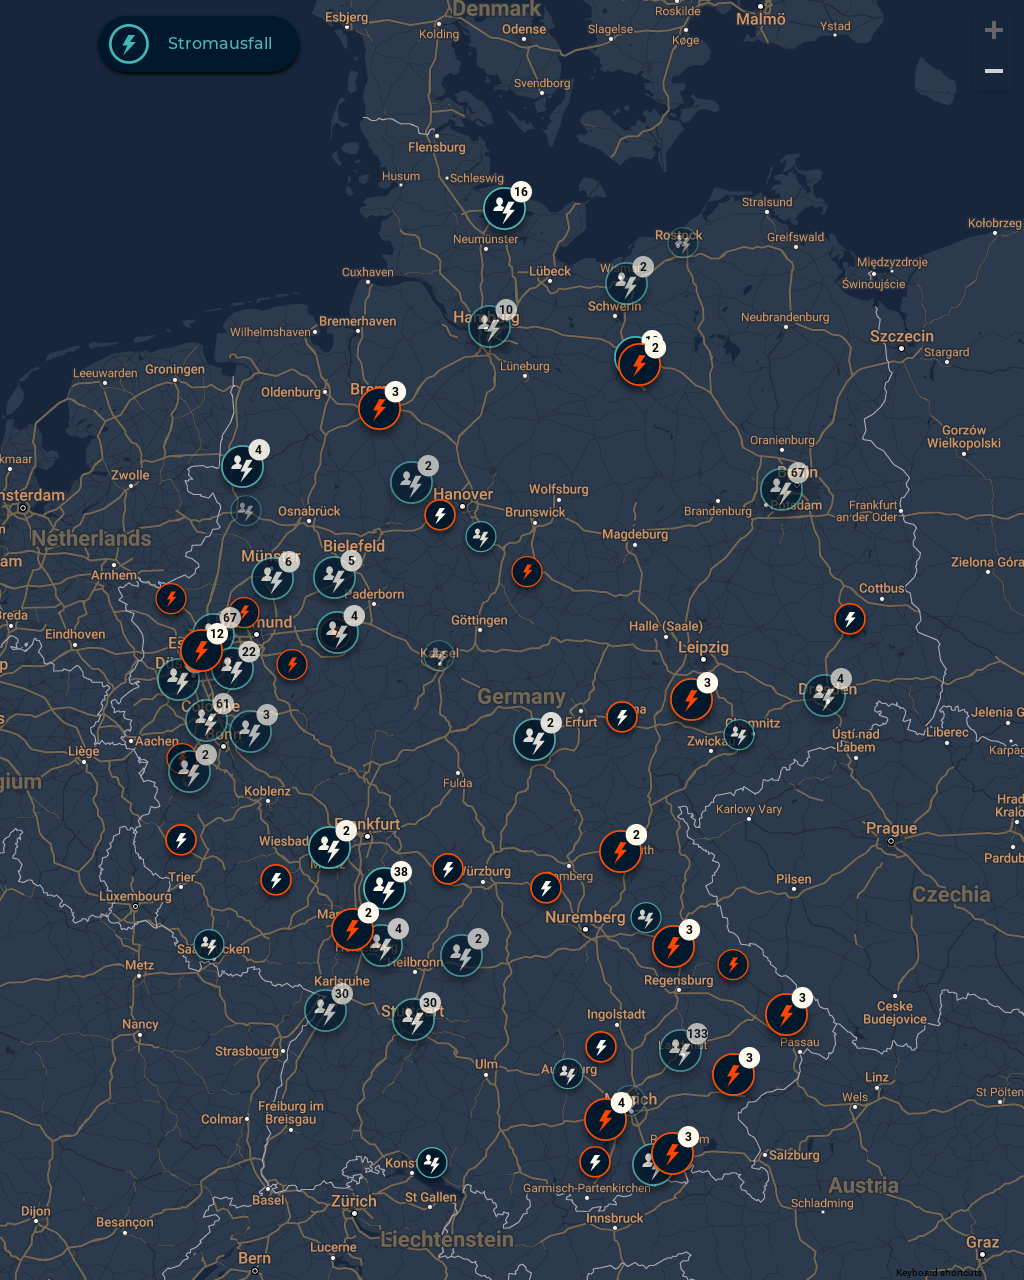 Denmark
Esbjerg
Kolding
Odense
Slagelse
Roskilde
Køge
Malmö
Ystad
Stromausfall
Svendborg
Flensburg
Husum
Schleswig
16
Stralsund
Neumünster
Rostock
Greifswald
Kołobrzeg
Międzyzdroje
Świnoujście
Cuxhaven
Lübeck
2
Schwerin
Neubrandenburg
Szczecin
Stargard
Wilhelmshaven
Bremerhaven
10
Leeuwarden
Groningen
Lüneburg
2
Oldenburg
3
Oranienburg
Gorzów
Wielkopolski
4
Zwolle
2
Hanover
Wolfsburg
67
Potsdam
Brandenburg
Frankfurt
an der Oder
Osnabrück
Brunswick
Netherlands
Magdeburg
Arnhem
Münster
6
Bielefeld
5
Zielona Góra
Paderborn
Cottbus
Eindhoven
67
12
mund
4
Göttingen
Halle (Saale)
Leipzig
22
Kassel
Germany
3
4
61
3
2
Erfurt
Aachen
Liège
2
Zwickau
Ústí nad
Labem
Liberec
Jelenia G
Karpac
Koblenz
Fulda
Karlovy Vary
Hrad
Králo
Prague
Pardub
Wiesbad
2
Frankfurt
2
Trier
38
Würzburg
Pilsen
Luxembourg
2
Nuremberg
Czechia
4
2
3
Metz
Heilbronn
Regensburg
Karlsruhe
30
30
3
Ceske
Budejovice
Nancy
Ingolstadt
Strasbourg
133
Passau
Ulm
3
Linz
Wels
St Pölten
Colmar
Freiburg im
Breisgau
4
Munich
3
Salzburg
Garmisch-Partenkirchen
Basel
Zürich
St Gallen
Austria
Schladming
Dijon
Besançon
Innsbruck
Liechtenstein
Lucerne
Bern
Graz
Keyboard shortcuts